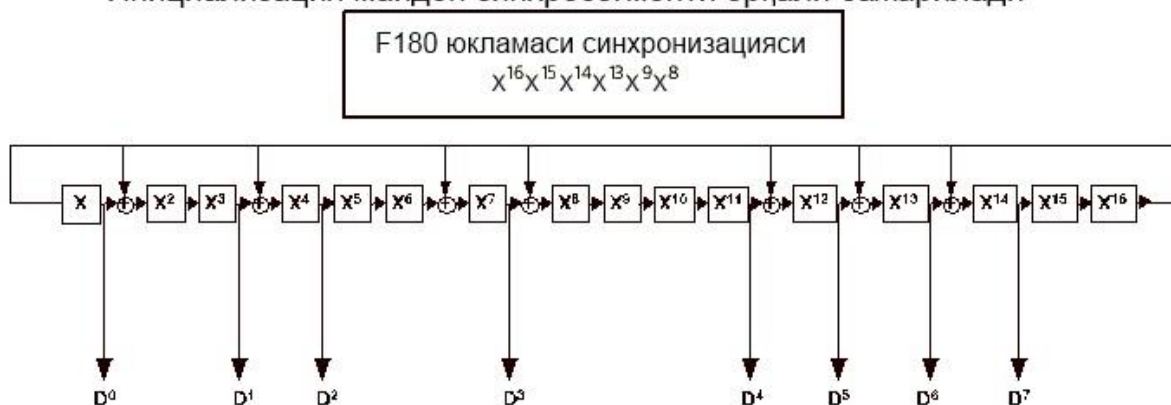 F180 юкламаси синхронизацияси
X¹⁶X¹⁵X¹⁴X¹³X⁹X⁸
X X² X³ X⁴ X⁵ X⁶ X⁷ X⁸ X⁹ X¹⁰ X¹¹ X¹² X¹³ X¹⁴ X¹⁵ X¹⁶
D⁰ D¹ D² D³ D⁴ D⁵ D⁶ D⁷